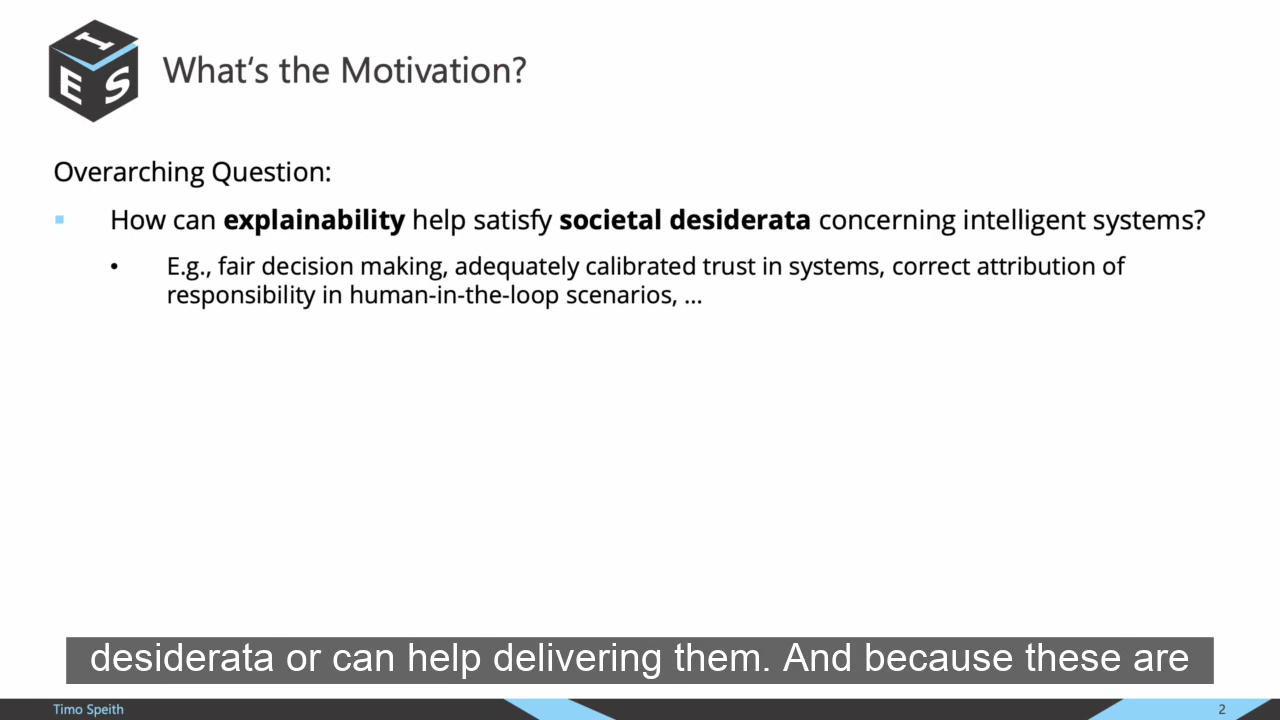 I
E S
What‘s the Motivation?
Overarching Question:
How can explainability help satisfy societal desiderata concerning intelligent systems?
E.g., fair decision making, adequately calibrated trust in systems, correct attribution of
responsibility in human-in-the-loop scenarios, ...
desiderata or can help delivering them. And because these are
Timo Speith
2